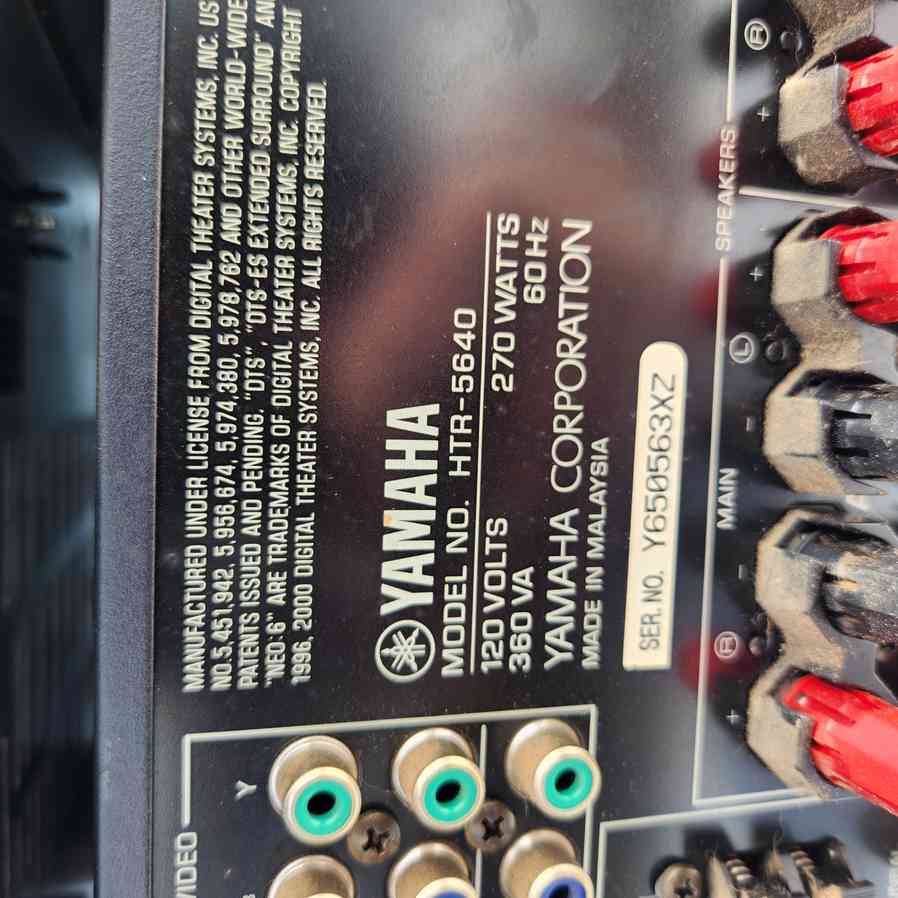 MANUFACTURED UNDER LICENSE FROM DIGITAL THEATER SYSTEMS, INC. US
NO. 5,451,942, 5,956,674, 5,974,380, 5,978,762 AND OTHER WORLD-WIDE
PATENTS ISSUED AND PENDING. "DTS", "DTS-ES EXTENDED SURROUND" AN
"NEO: 6" ARE TRADEMARKS OF DIGITAL THEATER SYSTEMS, INC. COPYRIGHT
1996, 2000 DIGITAL THEATER SYSTEMS, INC. ALL RIGHTS RESERVED.
YAMAHA
MODEL NO. HTR-5640
120 VOLTS 270 WATTS
360 VA 60 Hz
YAMAHA CORPORATION
MADE IN MALAYSIA
SER. NO. Y650563XZ
MAIN SPEAKERS
+ R - - L + + R
VIDEO
Y